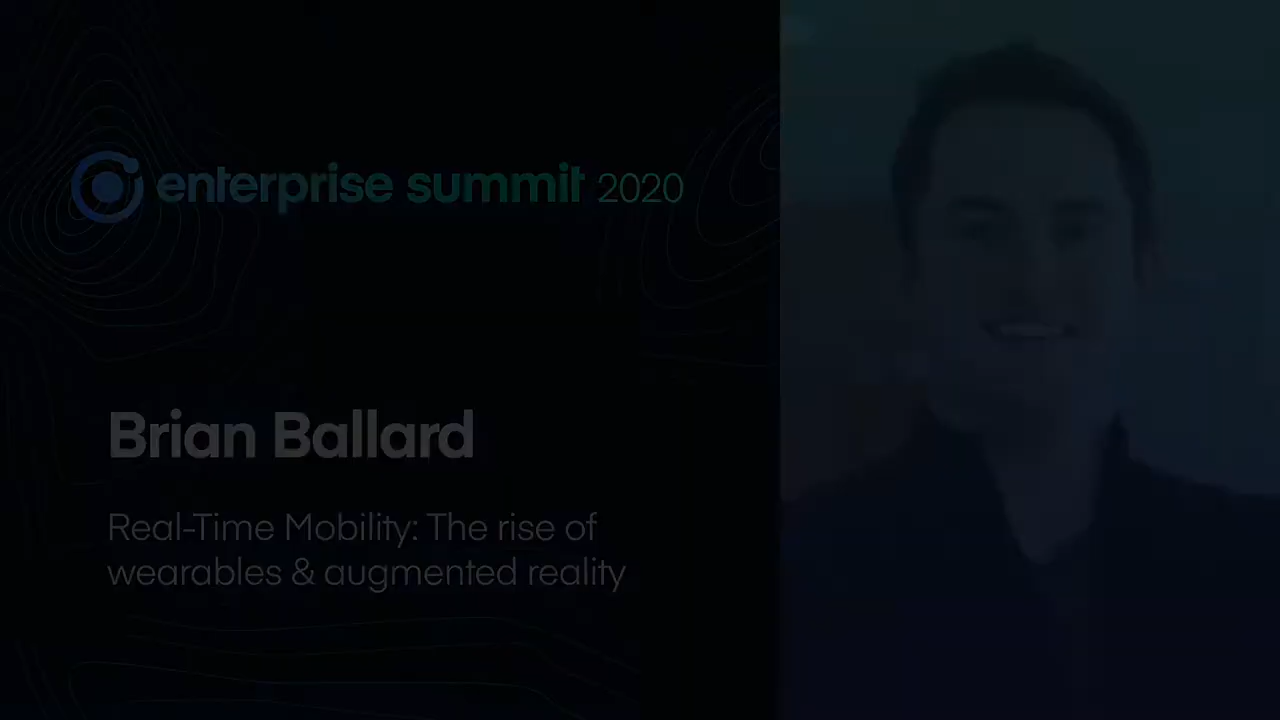 enterprise summit 2020
Brian Ballard
Real-Time Mobility: The rise of
wearables & augmented reality